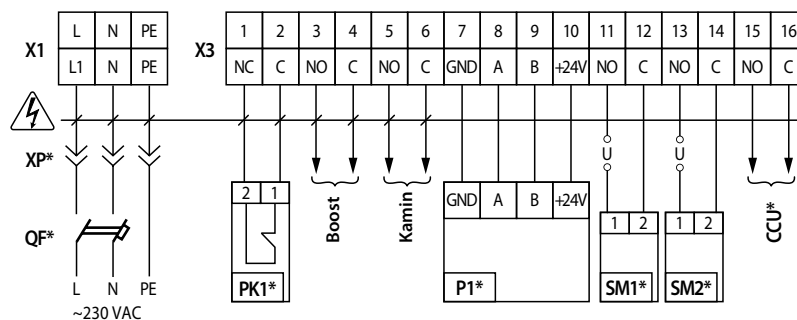 X1
L N PE
L1 N PE
X3
1 2 3 4 5 6 7 8 9 10 11 12 13 14 15 16
NC C NO C NO C GND A B +24V NO C NO C NO C
XP*
QF*
L N PE
~230 VAC
2 1
PK1*
Boost
Kamin
GND A B +24V
P1*
U
1 2
SM1*
U
1 2
SM2*
CCU*